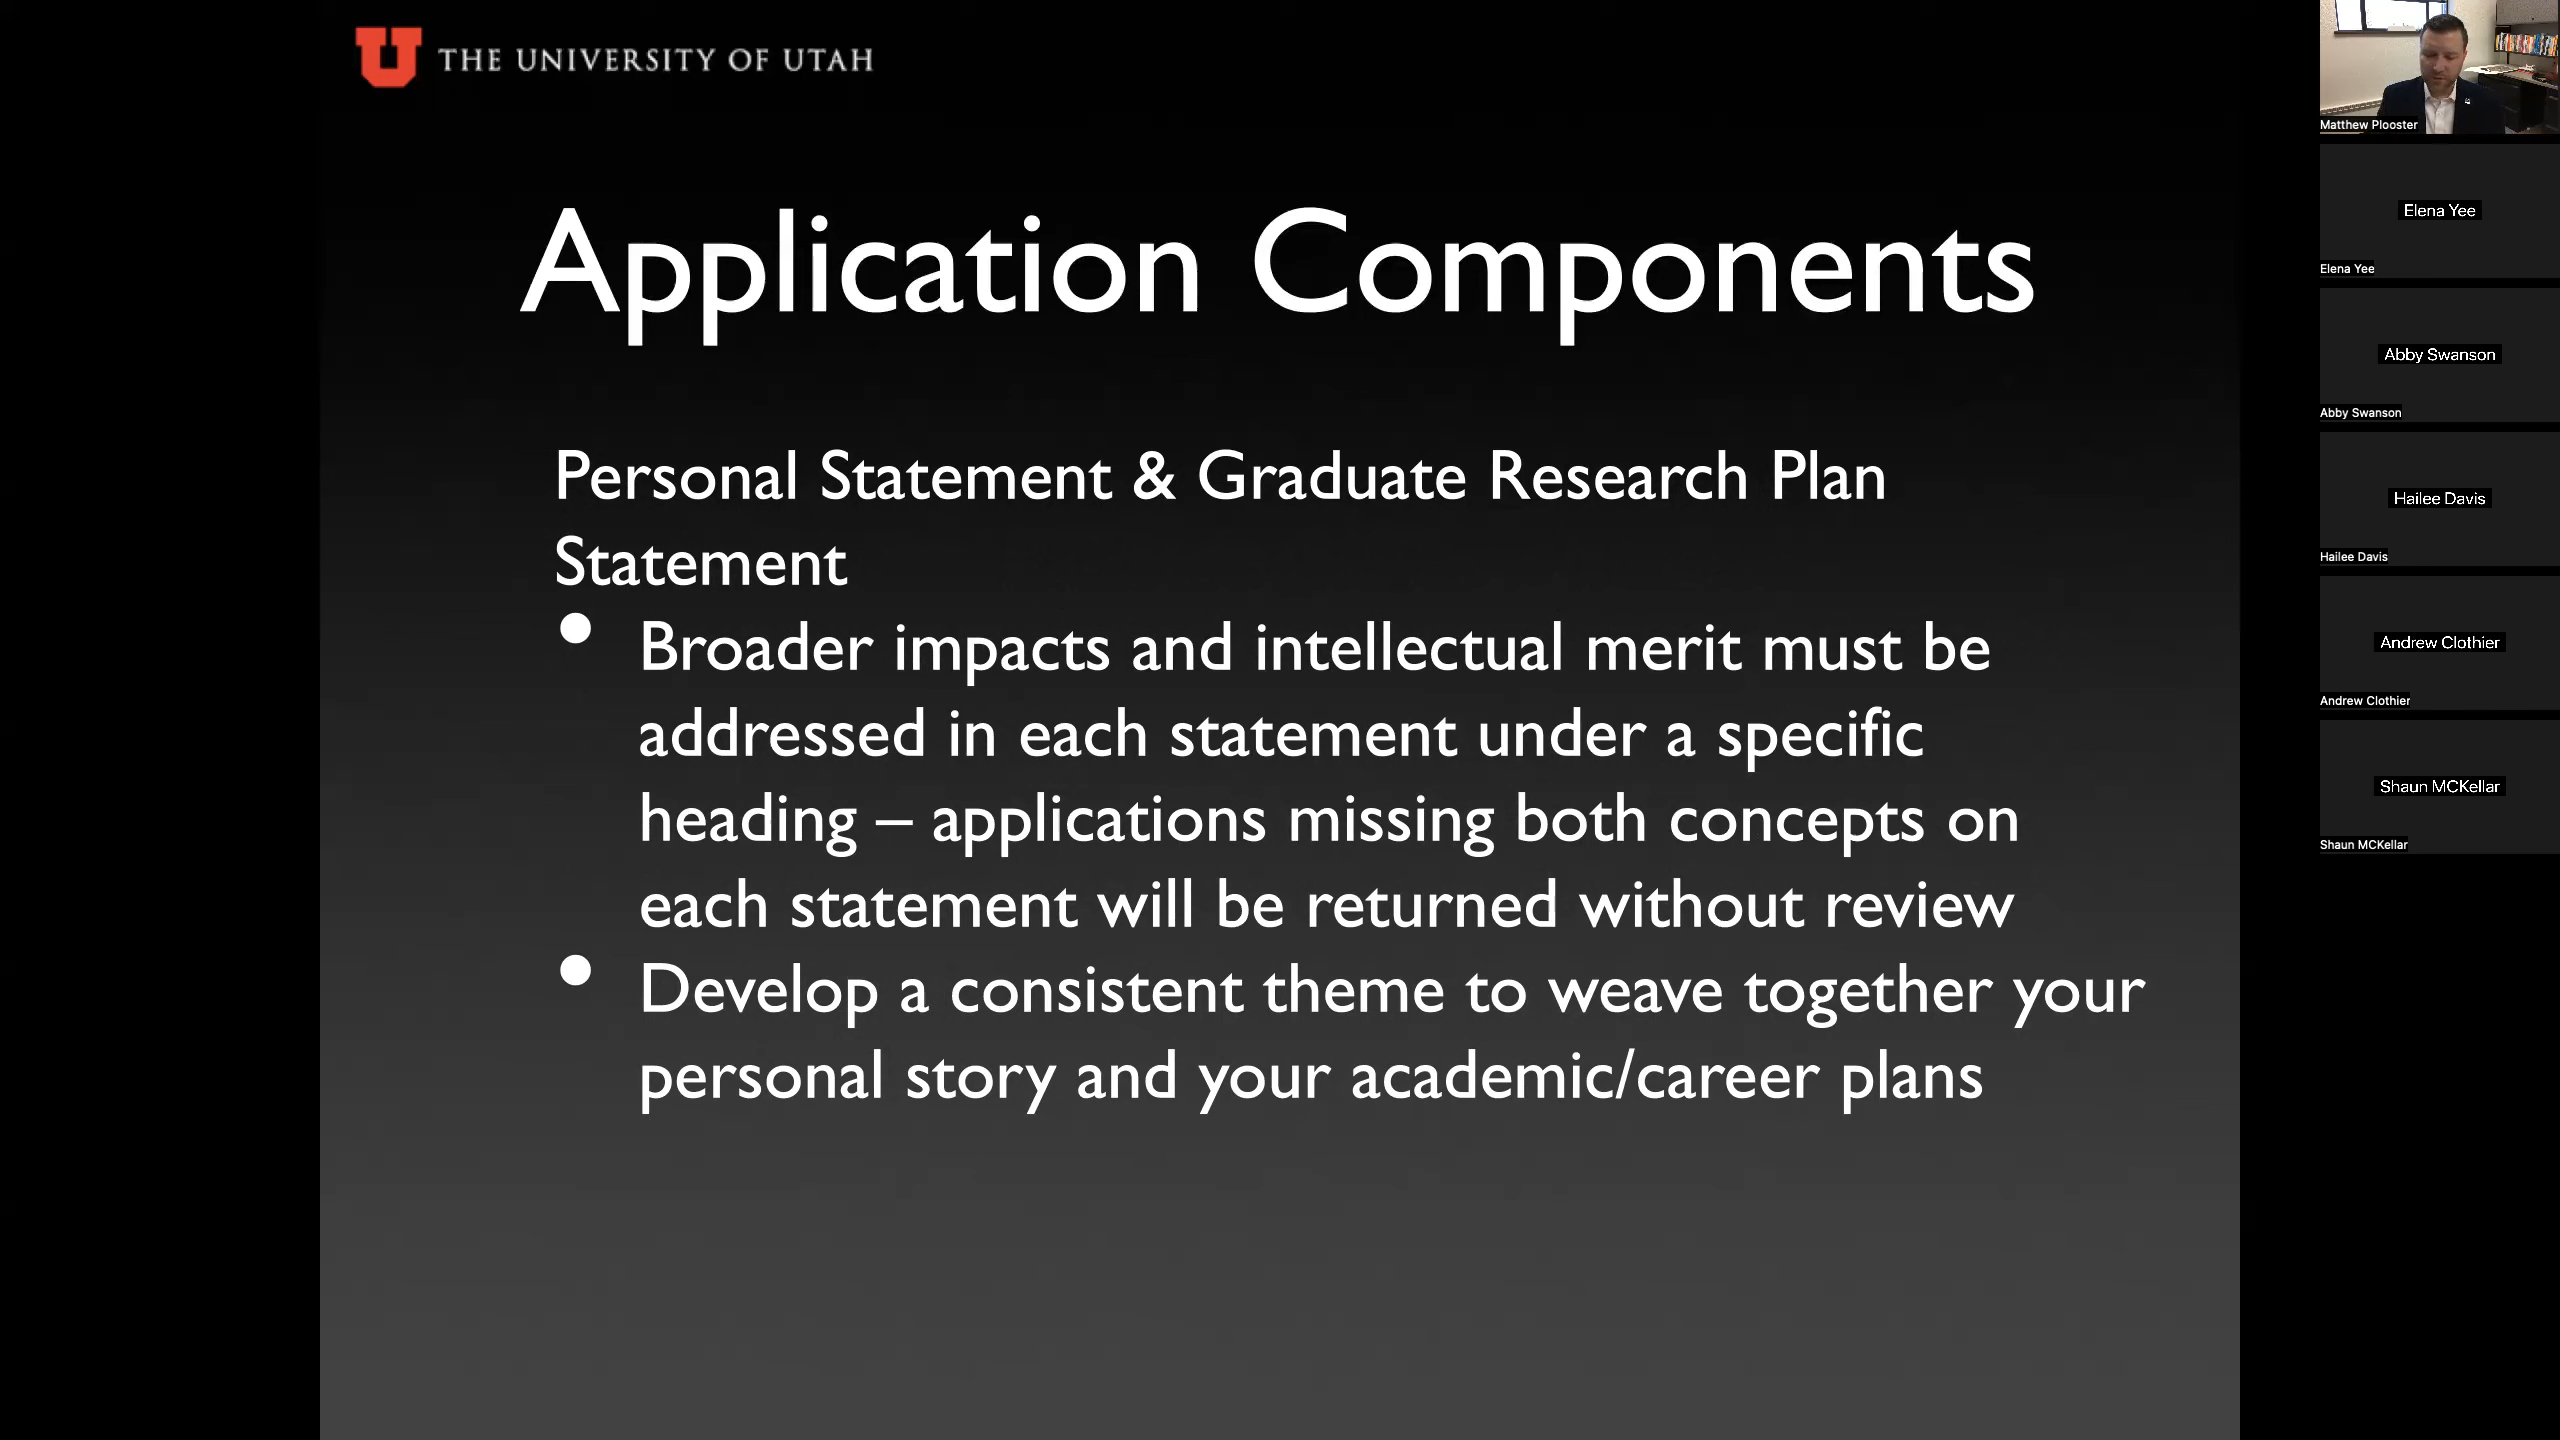 THE UNIVERSITY OF UTAH
Application Components
Personal Statement & Graduate Research Plan
Statement
• Broader impacts and intellectual merit must be
addressed in each statement under a specific
heading – applications missing both concepts on
each statement will be returned without review
• Develop a consistent theme to weave together your
personal story and your academic/career plans
Matthew Plooster
Elena Yee
Elena Yee
Abby Swanson
Abby Swanson
Hailee Davis
Hailee Davis
Andrew Clothier
Andrew Clothier
Shaun MCKellar
Shaun MCKellar